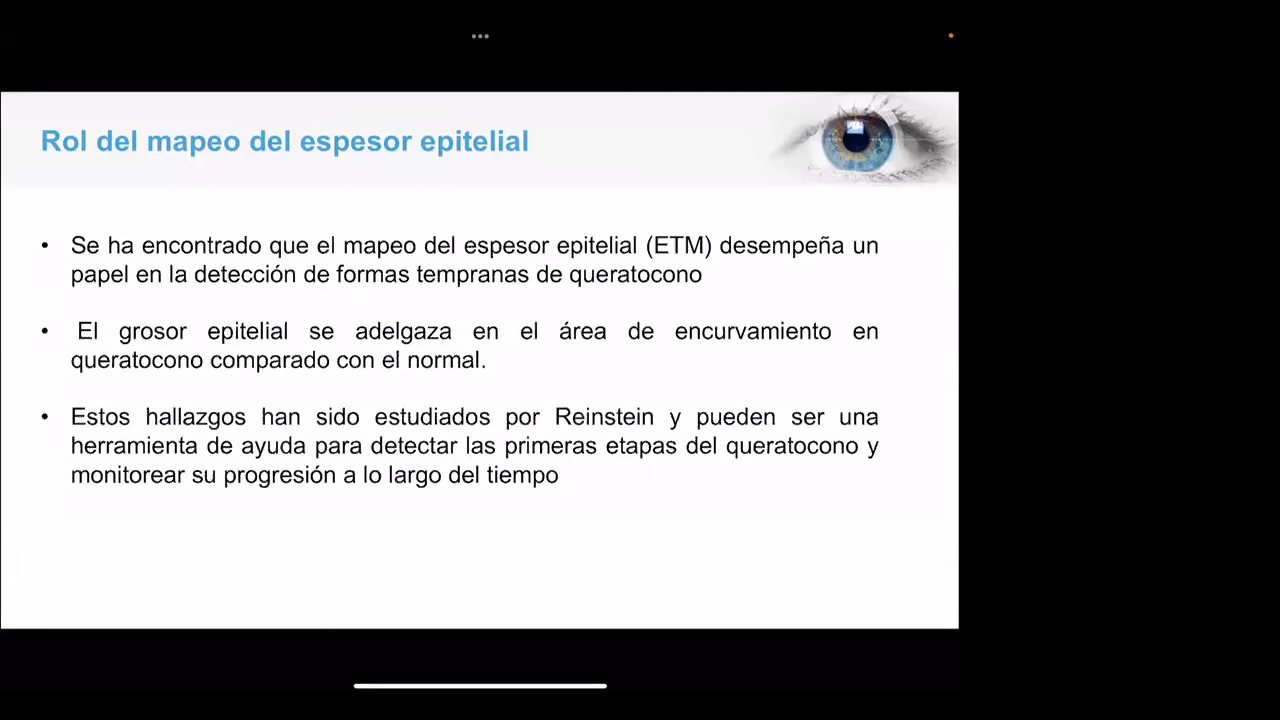 Rol del mapeo del espesor epitelial
• Se ha encontrado que el mapeo del espesor epitelial (ETM) desempeña un
papel en la detección de formas tempranas de queratocono
• El grosor epitelial se adelgaza en el área de encurvamiento en
queratocono comparado con el normal.
• Estos hallazgos han sido estudiados por Reinstein y pueden ser una
herramienta de ayuda para detectar las primeras etapas del queratocono y
monitorear su progresión a lo largo del tiempo